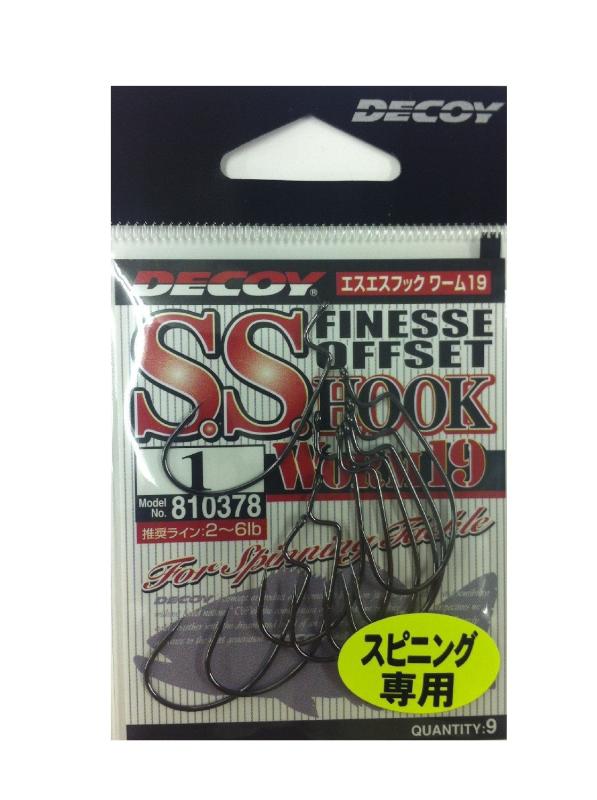 DECOY
DECOY®
エスエスフック ワーム19
S.S.
FINESSE
OFFSET
HOOK
WORM19
1
Model No. 810378
推奨ライン:2〜6lb
For Spinning Tackle
DECOY
スピニング
専用
QUANTITY:9